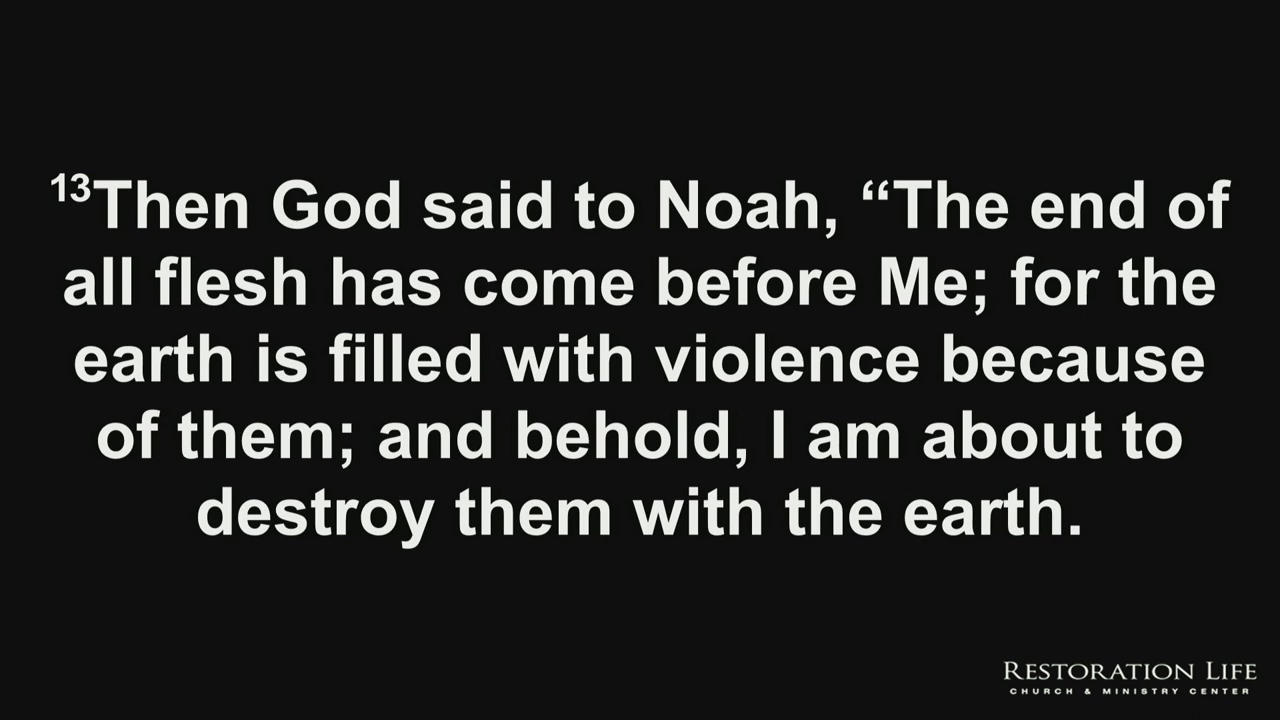 ¹³Then God said to Noah, “The end of
all flesh has come before Me; for the
earth is filled with violence because
of them; and behold, I am about to
destroy them with the earth.
RESTORATION LIFE
CHURCH & MINISTRY CENTER